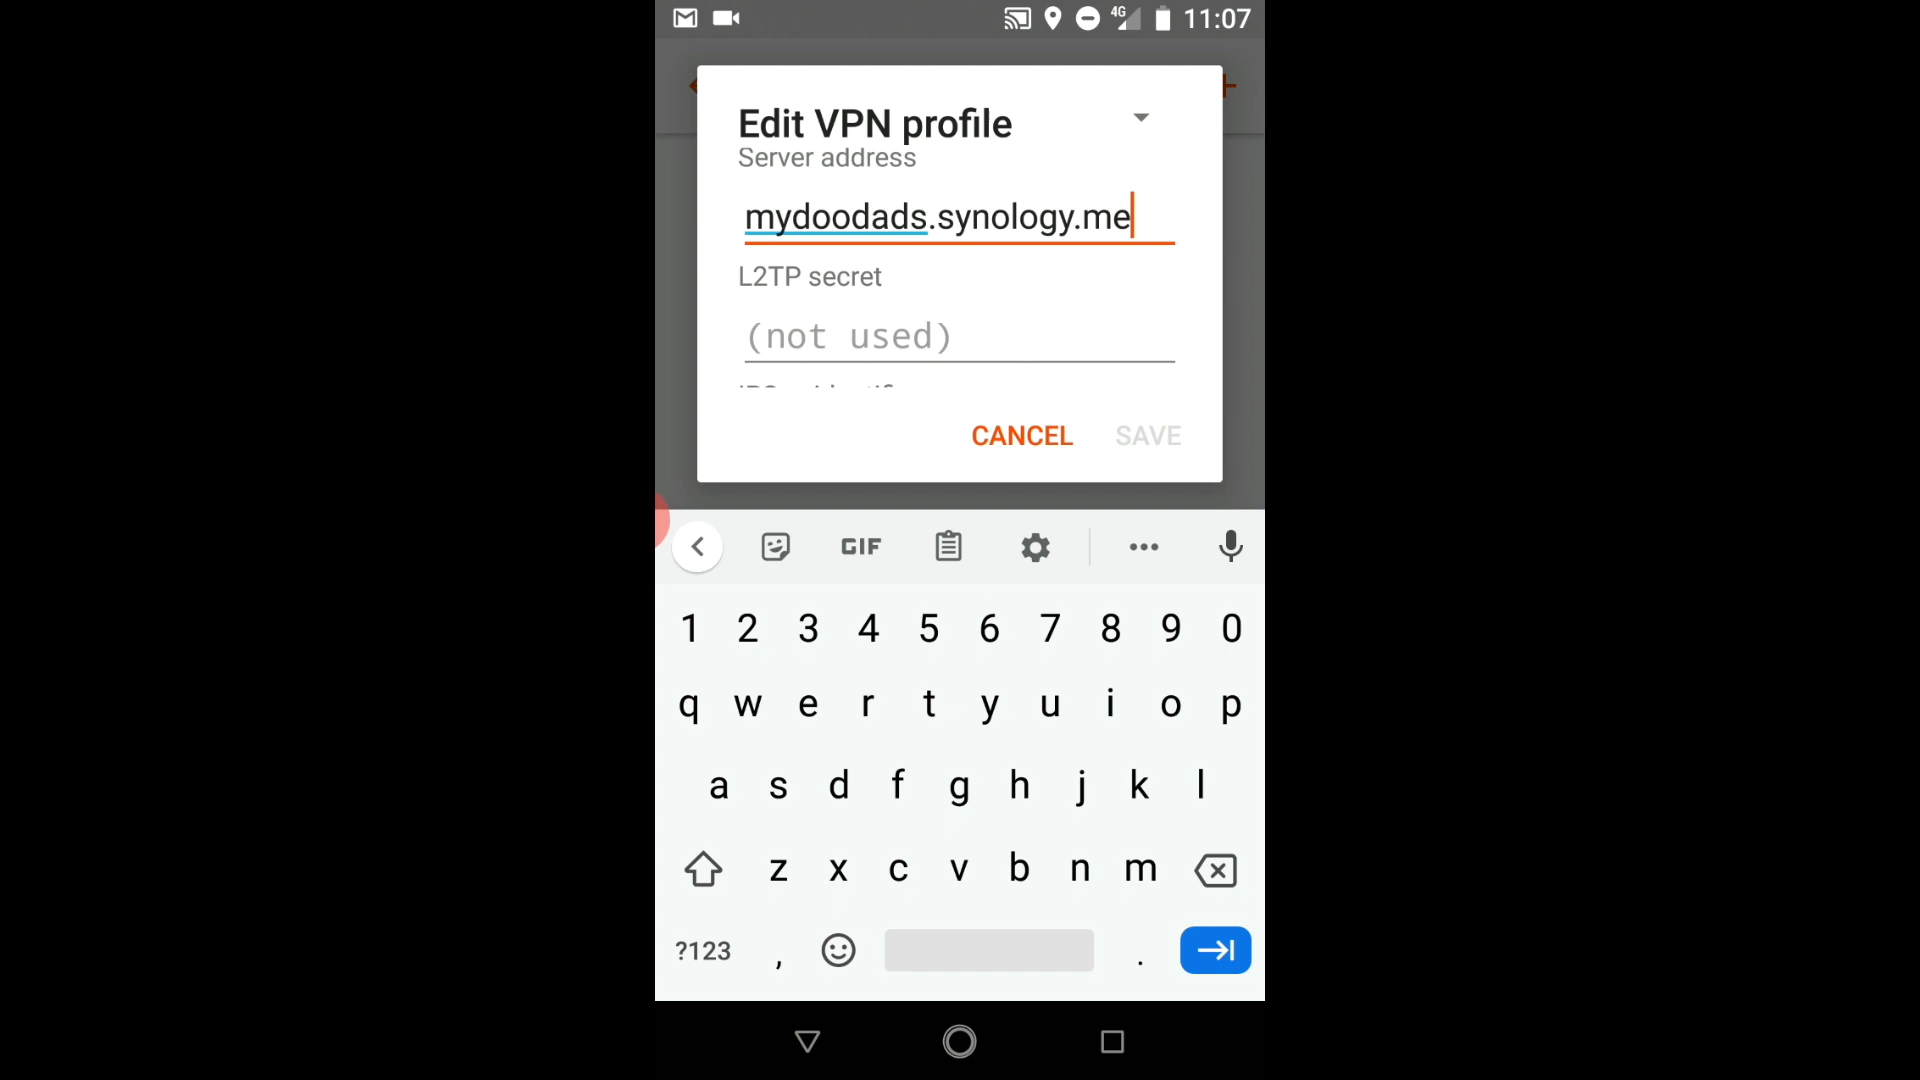 4G 11:07
Edit VPN profile
Server address
mydoodads.synology.me
L2TP secret
(not used)
CANCEL SAVE
GIF
1 2 3 4 5 6 7 8 9 0
q w e r t y u i o p
a s d f g h j k l
z x c v b n m
?123 , .